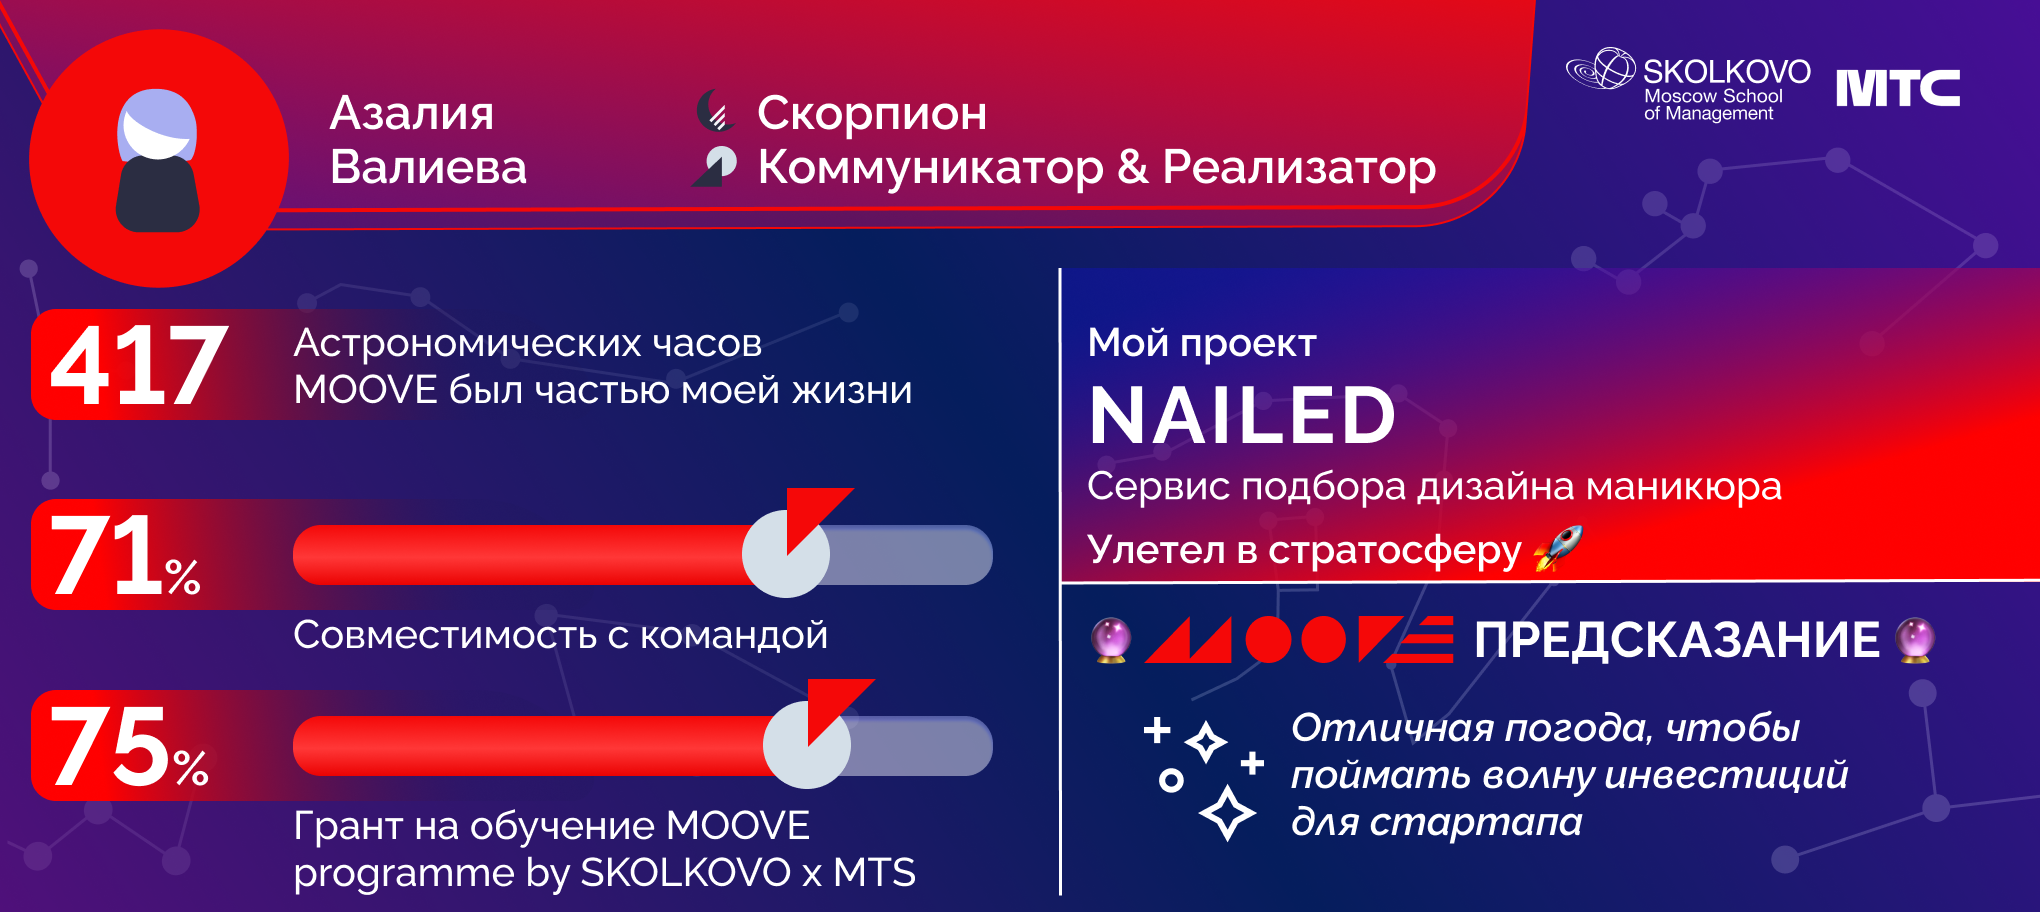 Азалия
Валиева
Скорпион
Коммуникатор & Реализатор
SKOLKOVO
Moscow School
of Management
МТС
417
Астрономических часов
MOOVE был частью моей жизни
71%
Совместимость с командой
75%
Грант на обучение MOOVE
programme by SKOLKOVO x MTS
Мой проект
NAILED
Сервис подбора дизайна маникюра
Улетел в стратосферу 🚀
🔮 MOOVE ПРЕДСКАЗАНИЕ 🔮
Отличная погода, чтобы
поймать волну инвестиций
для стартапа